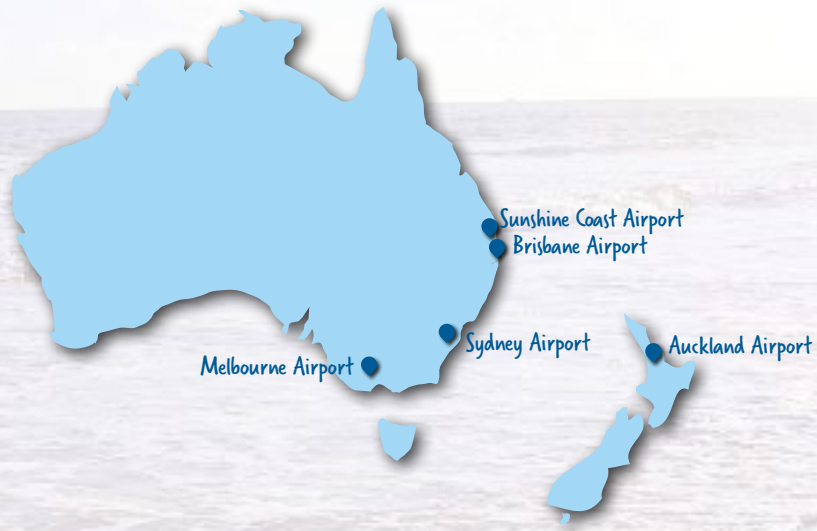 Sunshine Coast Airport
Brisbane Airport
Sydney Airport
Auckland Airport
Melbourne Airport